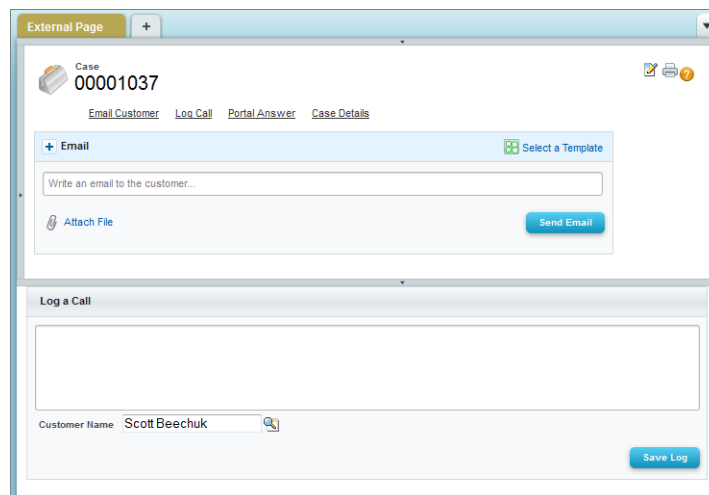 External Page +
Case
00001037
?
Email Customer Log Call Portal Answer Case Details
+ Email Select a Template
Write an email to the customer...
Attach File Send Email
Log a Call
Customer Name Scott Beechuk
Save Log